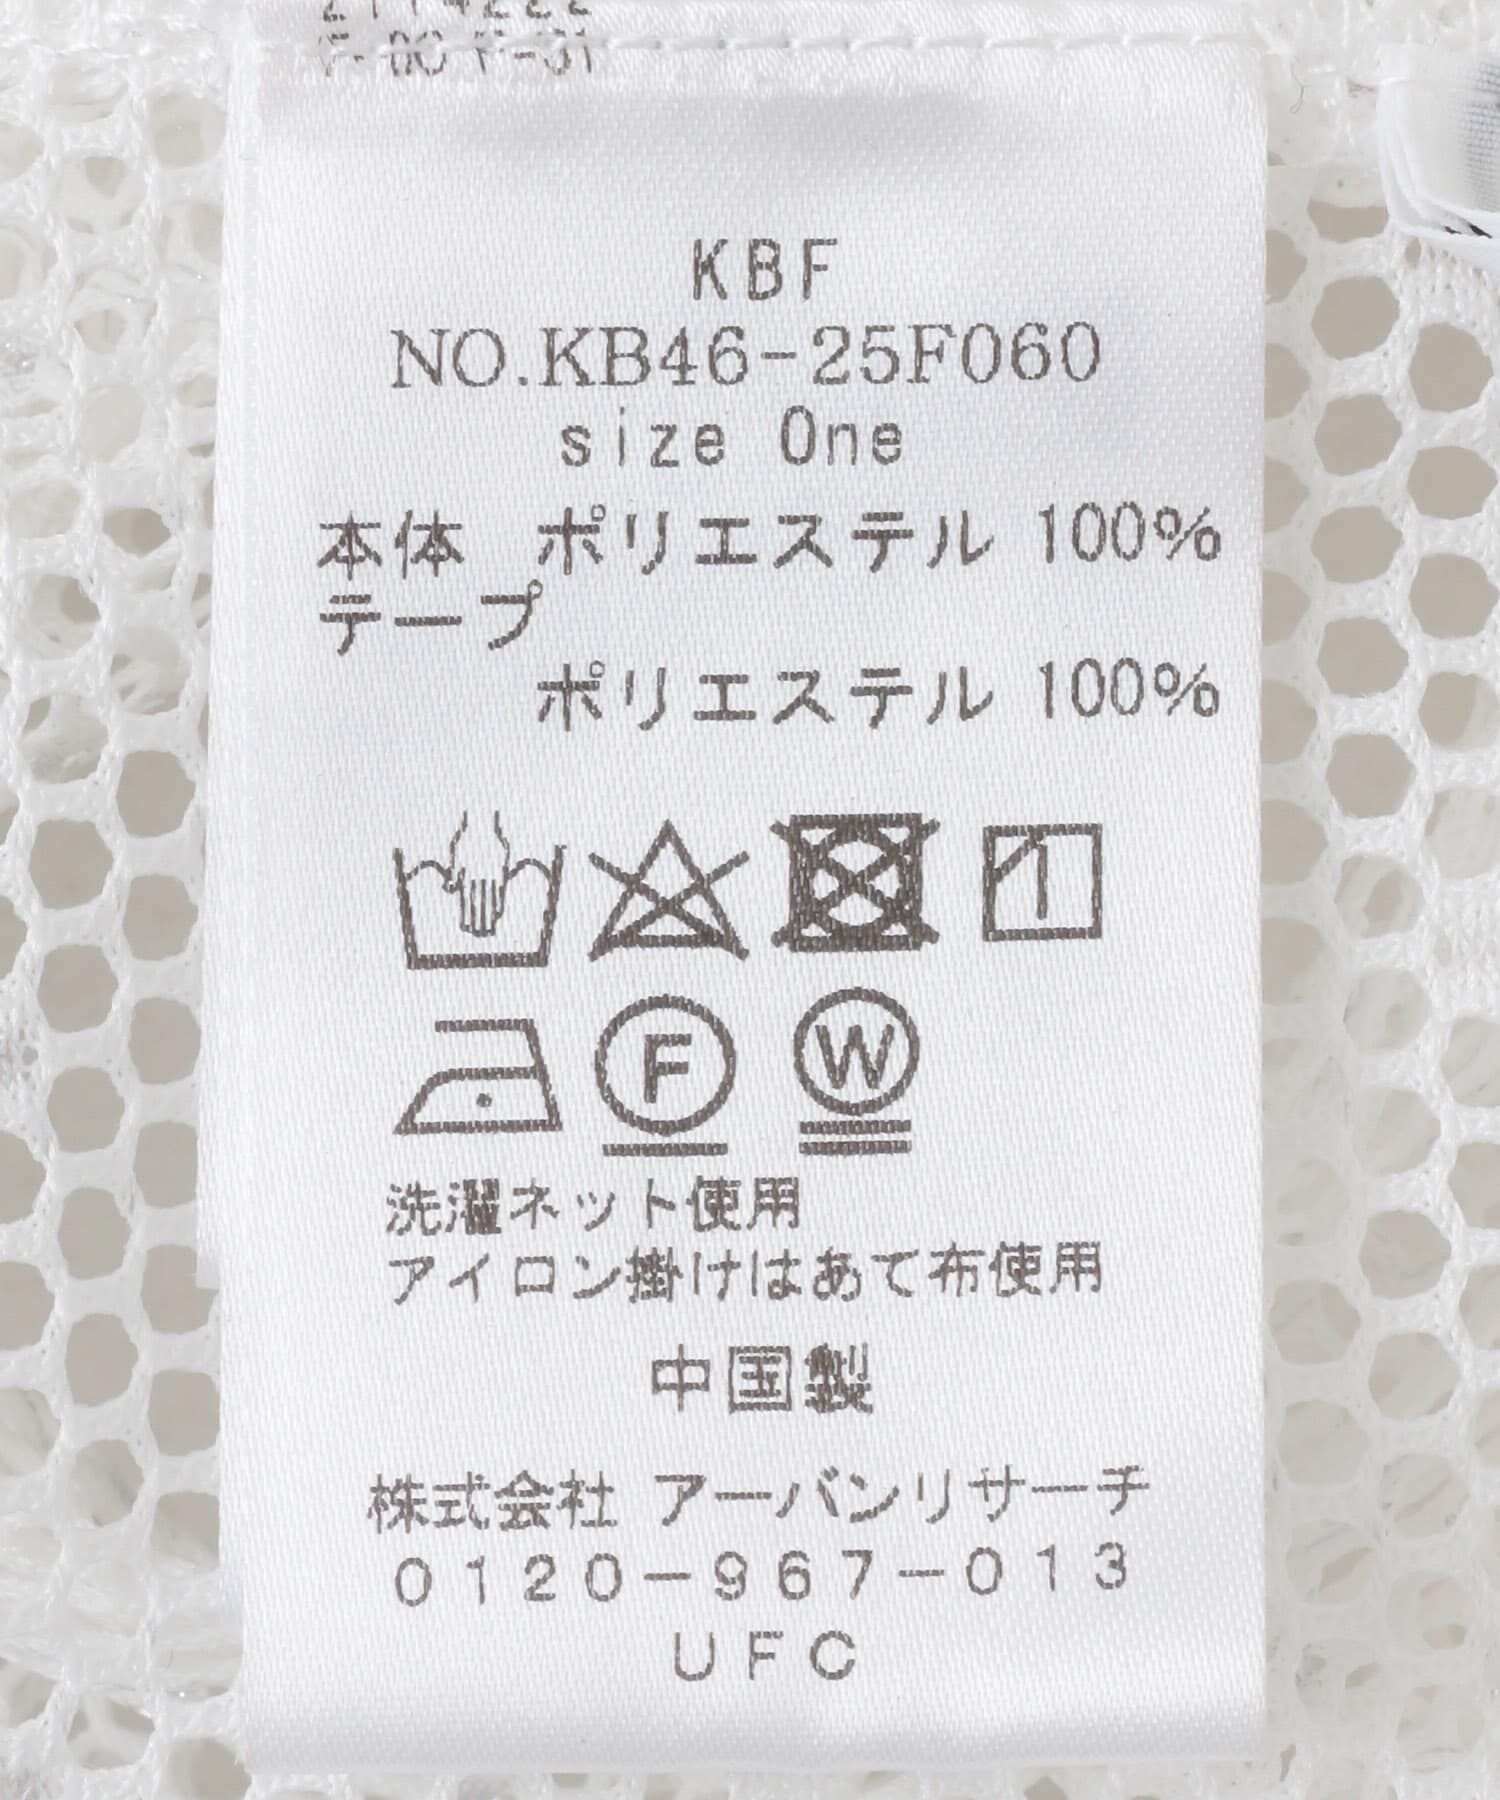 KBF
NO.KB46-25F060
size One
本体 ポリエステル 100%
テープ
ポリエステル 100%
F
W
洗濯ネット使用
アイロン掛けはあて布使用
中国製
株式会社 アーバンリサーチ
0120-967-013
UFC